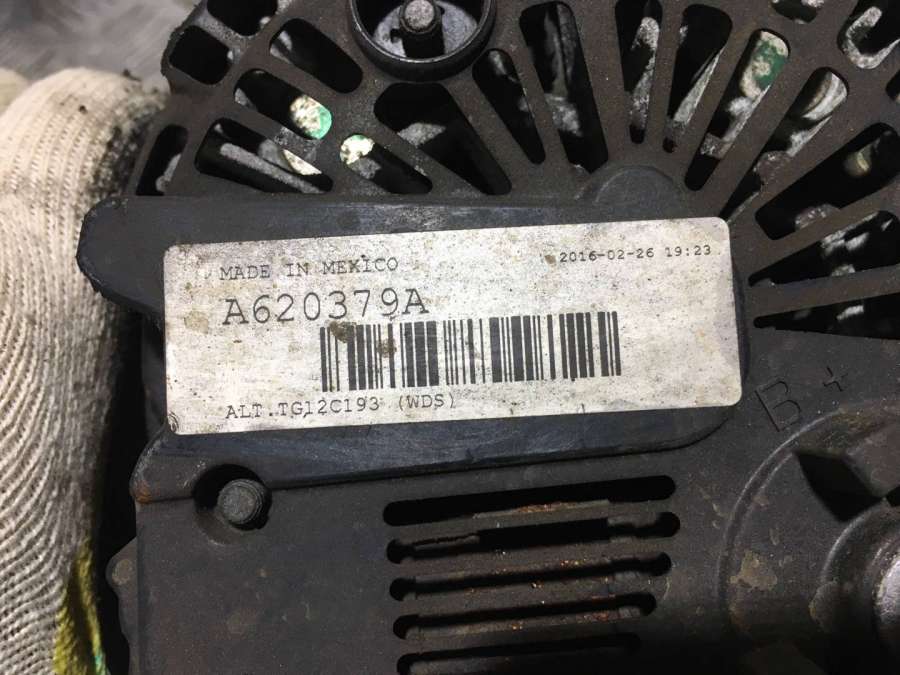 MADE IN MEXICO
2016-02-26 19:23
A620379A
ALT.TG12C193 (WDS)
B+